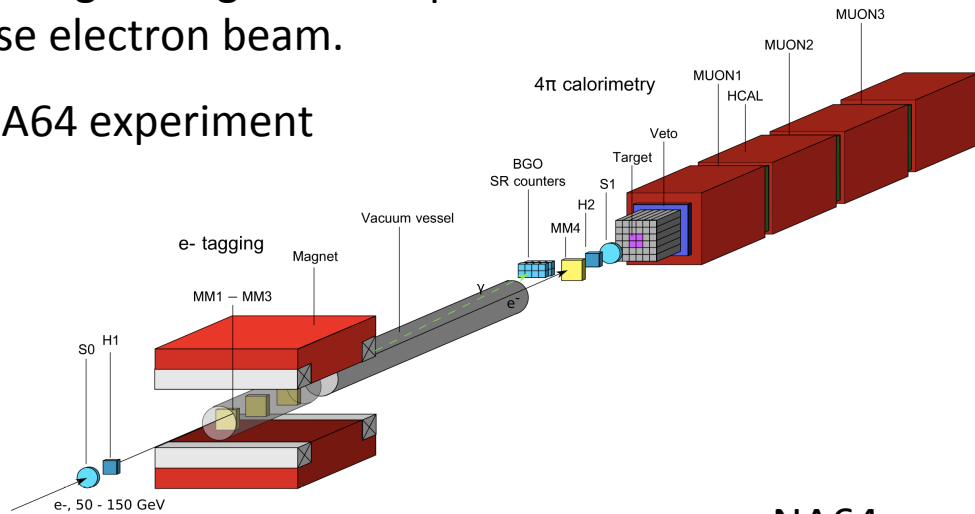 se electron beam.
A64 experiment
MUON3
MUON2
4π calorimetry
MUON1
HCAL
Veto
Target
BGO
SR counters
S1
H2
MM4
Vacuum vessel
e- tagging
Magnet
γ
e-
MM1 – MM3
S0
H1
e-, 50 - 150 GeV